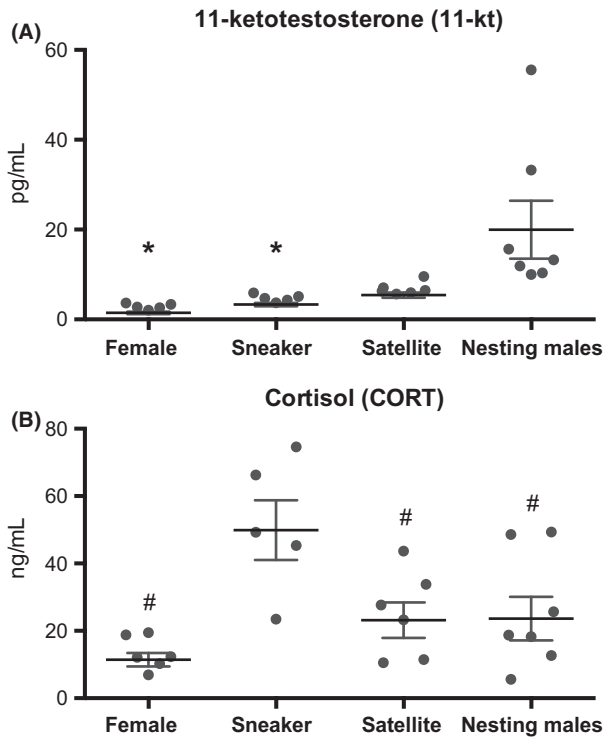 11-ketotestosterone (11-kt)
(A)
60
40
20
0
pg/mL
* *
Female Sneaker Satellite Nesting males
Cortisol (CORT)
(B)
80
60
40
20
0
ng/mL
# # #
Female Sneaker Satellite Nesting males